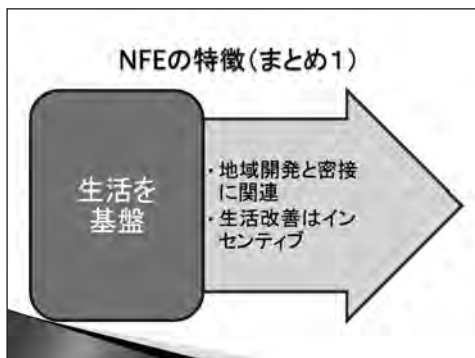 NFEの特徴(まとめ1)
生活を
基盤
・地域開発と密接
に関連
・生活改善はイン
センティブ